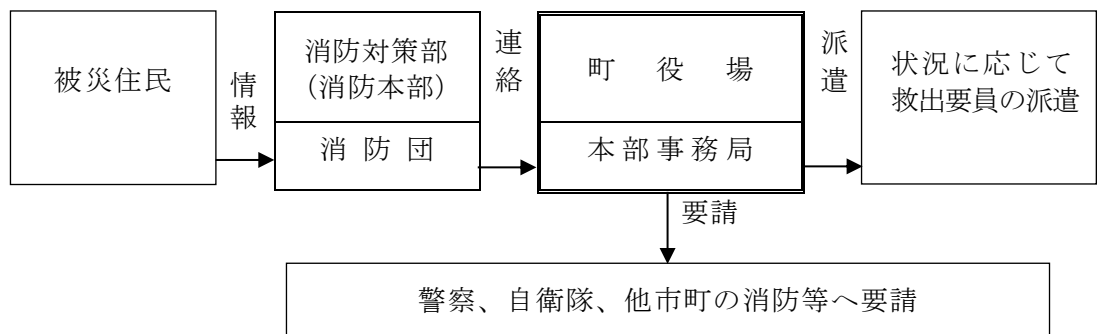 被災住民
情報
消防対策部
（消防本部）
消防団
連絡
町役場
本部事務局
派遣
状況に応じて
救出要員の派遣
要請
警察、自衛隊、他市町の消防等へ要請